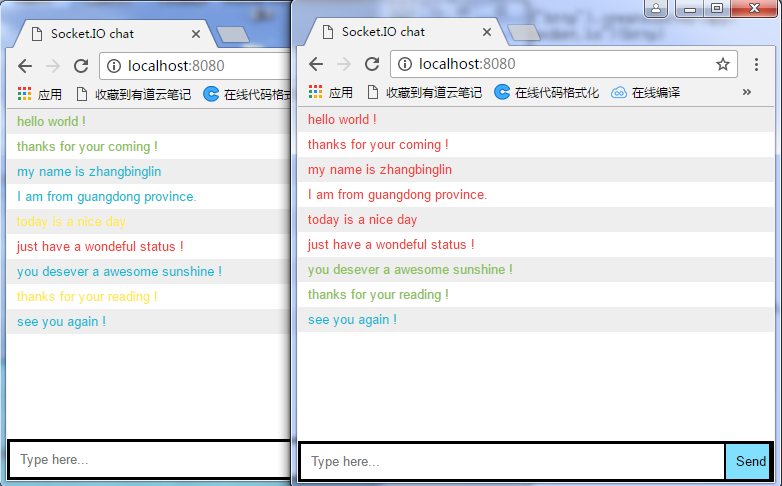 Socket.IO chat
localhost:8080
应用
收藏到有道云笔记
在线代码格式化
hello world !
thanks for your coming !
my name is zhangbinglin
I am from guangdong province.
today is a nice day
just have a wondeful status !
you desever a awesome sunshine !
thanks for your reading !
see you again !
Type here...
Socket.IO chat
localhost:8080
应用
收藏到有道云笔记
在线代码格式化
在线编译
»
hello world !
thanks for your coming !
my name is zhangbinglin
I am from guangdong province.
today is a nice day
just have a wondeful status !
you desever a awesome sunshine !
thanks for your reading !
see you again !
Type here...
Send